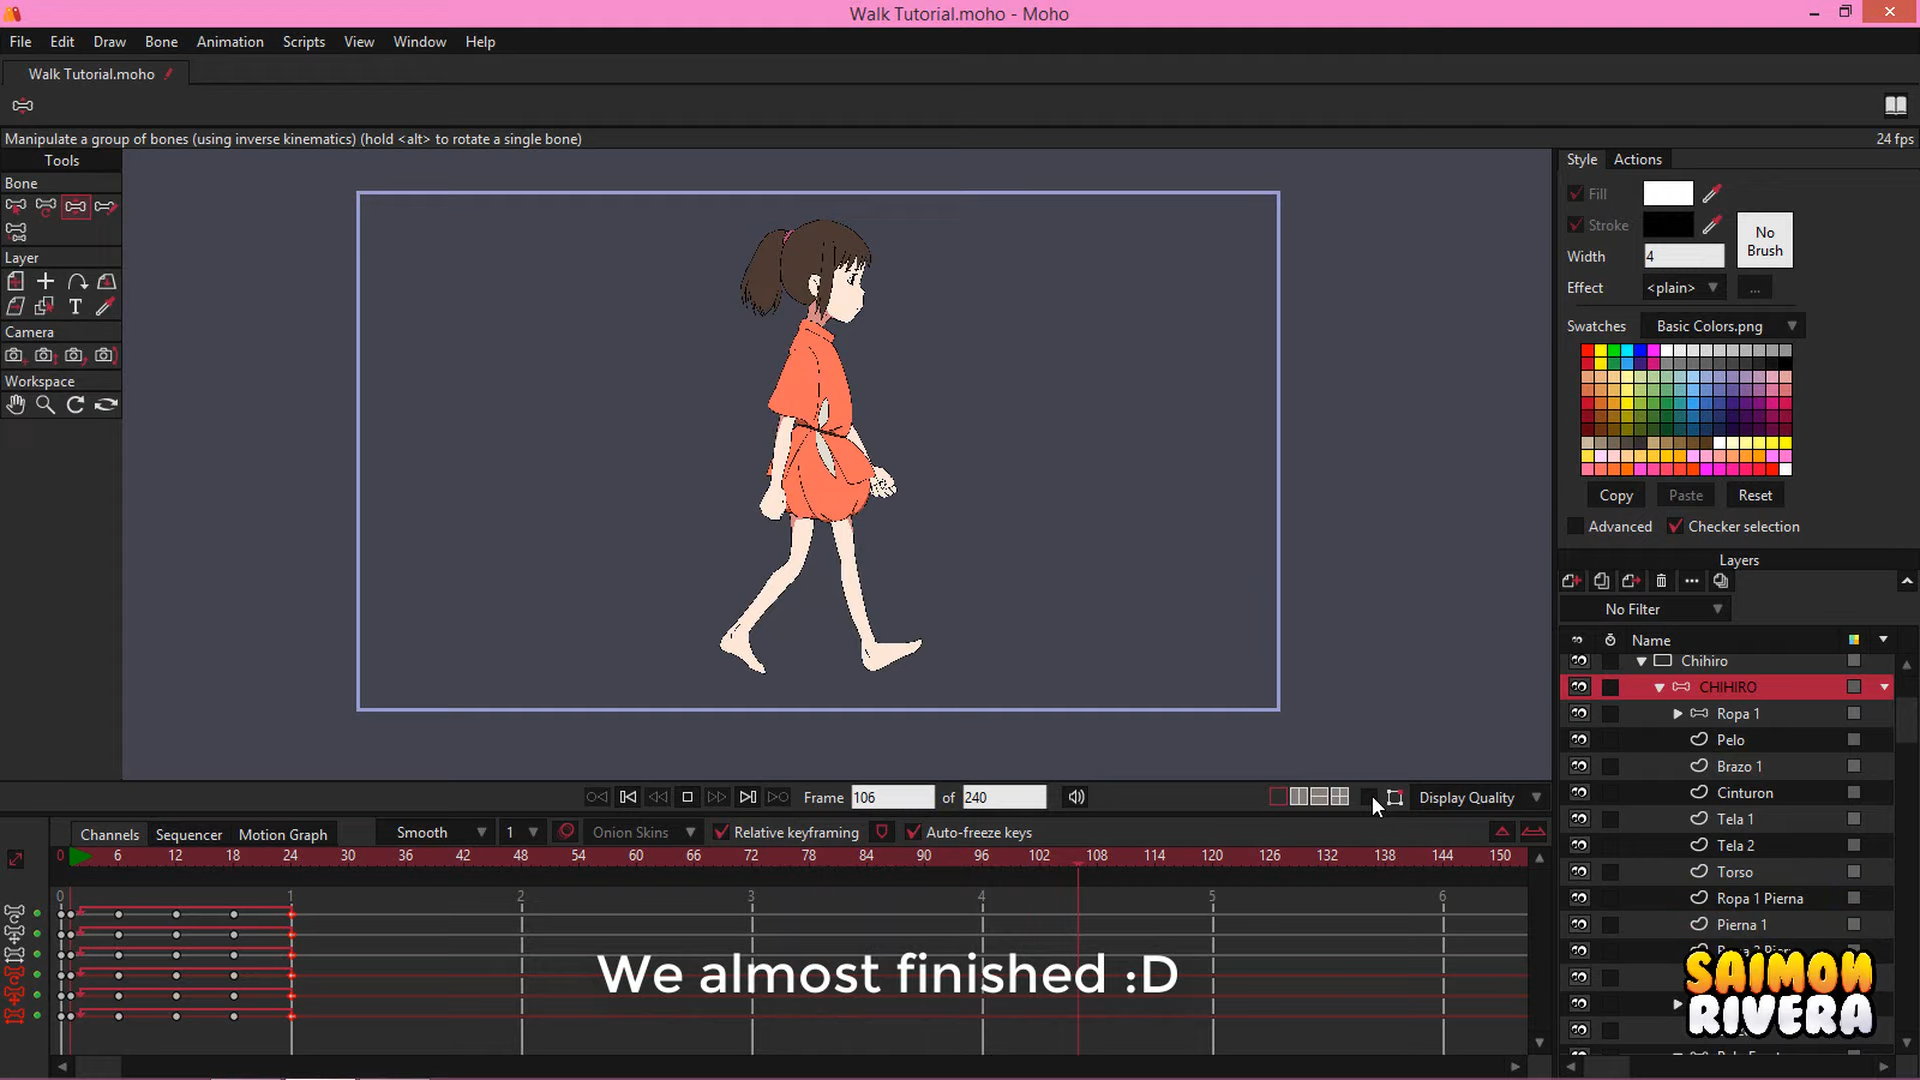 Walk Tutorial.moho - Moho
File Edit Draw Bone Animation Scripts View Window Help
Walk Tutorial.moho
Manipulate a group of bones (using inverse kinematics) (hold <alt> to rotate a single bone)
24 fps
Tools
Bone
Layer
T
Camera
Workspace
Style Actions
Fill
Stroke
No
Brush
Width 4
Effect <plain> ...
Swatches Basic Colors.png
Copy Paste Reset
Advanced Checker selection
Layers
No Filter
Name
Chihiro
CHIHIRO
Ropa 1
Pelo
Brazo 1
Cinturon
Tela 1
Tela 2
Torso
Ropa 1 Pierna
Pierna 1
SAIMON
RIVERA
Frame 106 of 240
Display Quality
Channels Sequencer Motion Graph Smooth 1 Onion Skins Relative keyframing Auto-freeze keys
0 6 12 18 24 30 36 42 48 54 60 66 72 78 84 90 96 102 108 114 120 126 132 138 144 150
0 1 2 3 4 5 6
We almost finished :D